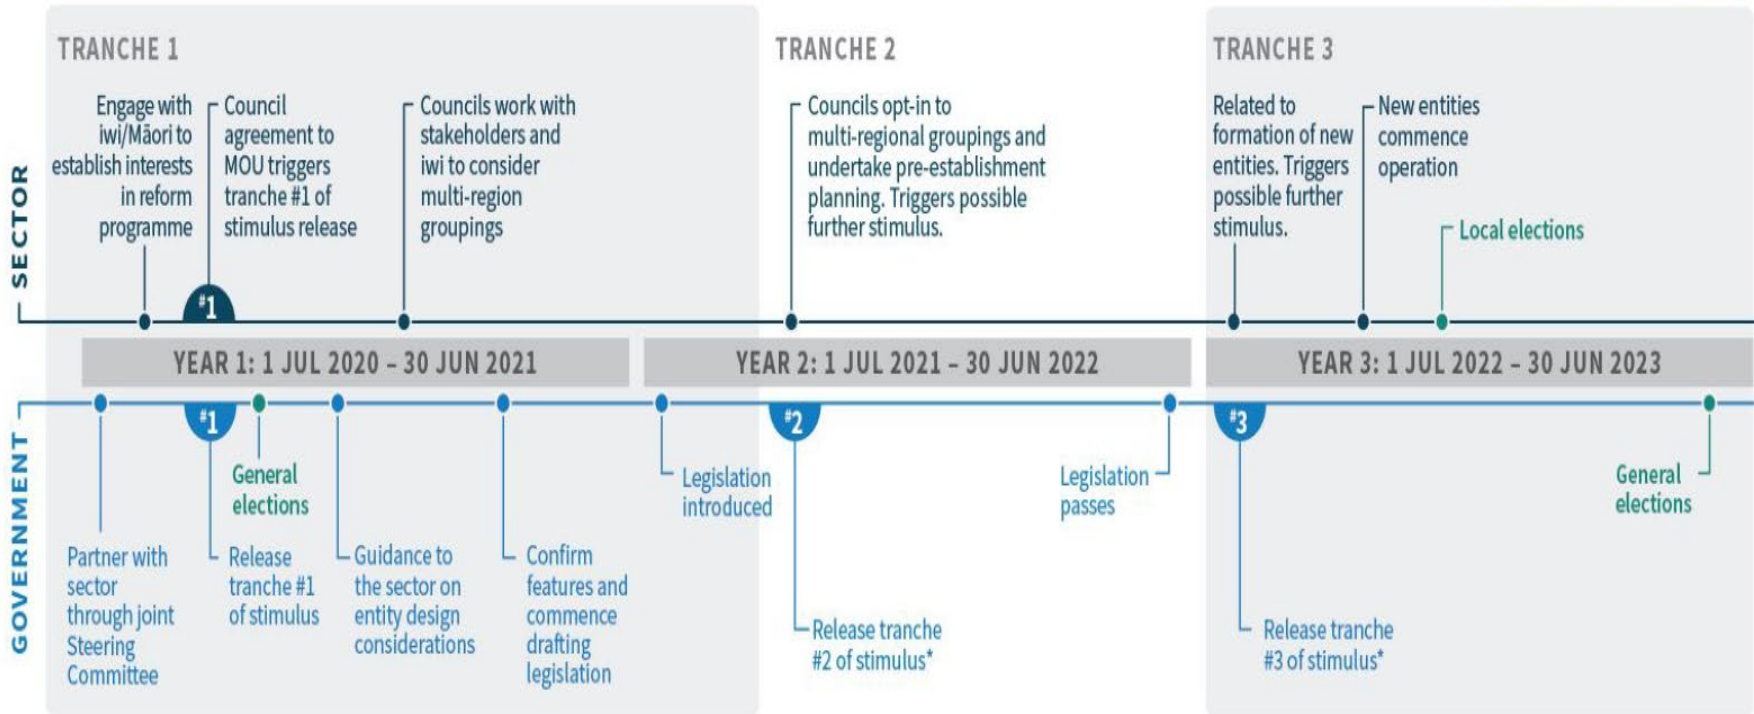 TRANCHE 1
TRANCHE 2
TRANCHE 3
SECTOR
Engage with
iwi/Māori to
establish interests
in reform
programme
Council
agreement to
MOU triggers
tranche #1 of
stimulus release
Councils work with
stakeholders and
iwi to consider
multi-region
groupings
Councils opt-in to
multi-regional groupings and
undertake pre-establishment
planning. Triggers possible
further stimulus.
Related to
formation of new
entities. Triggers
possible further
stimulus.
New entities
commence
operation
Local elections
#1
YEAR 1: 1 JUL 2020 – 30 JUN 2021
YEAR 2: 1 JUL 2021 – 30 JUN 2022
YEAR 3: 1 JUL 2022 – 30 JUN 2023
GOVERNMENT
#1
#2
#3
Partner with
sector
through joint
Steering
Committee
Release
tranche #1
of stimulus
General
elections
Guidance to
the sector on
entity design
considerations
Confirm
features and
commence
drafting
legislation
Legislation
introduced
Release tranche
#2 of stimulus*
Legislation
passes
Release tranche
#3 of stimulus*
General
elections